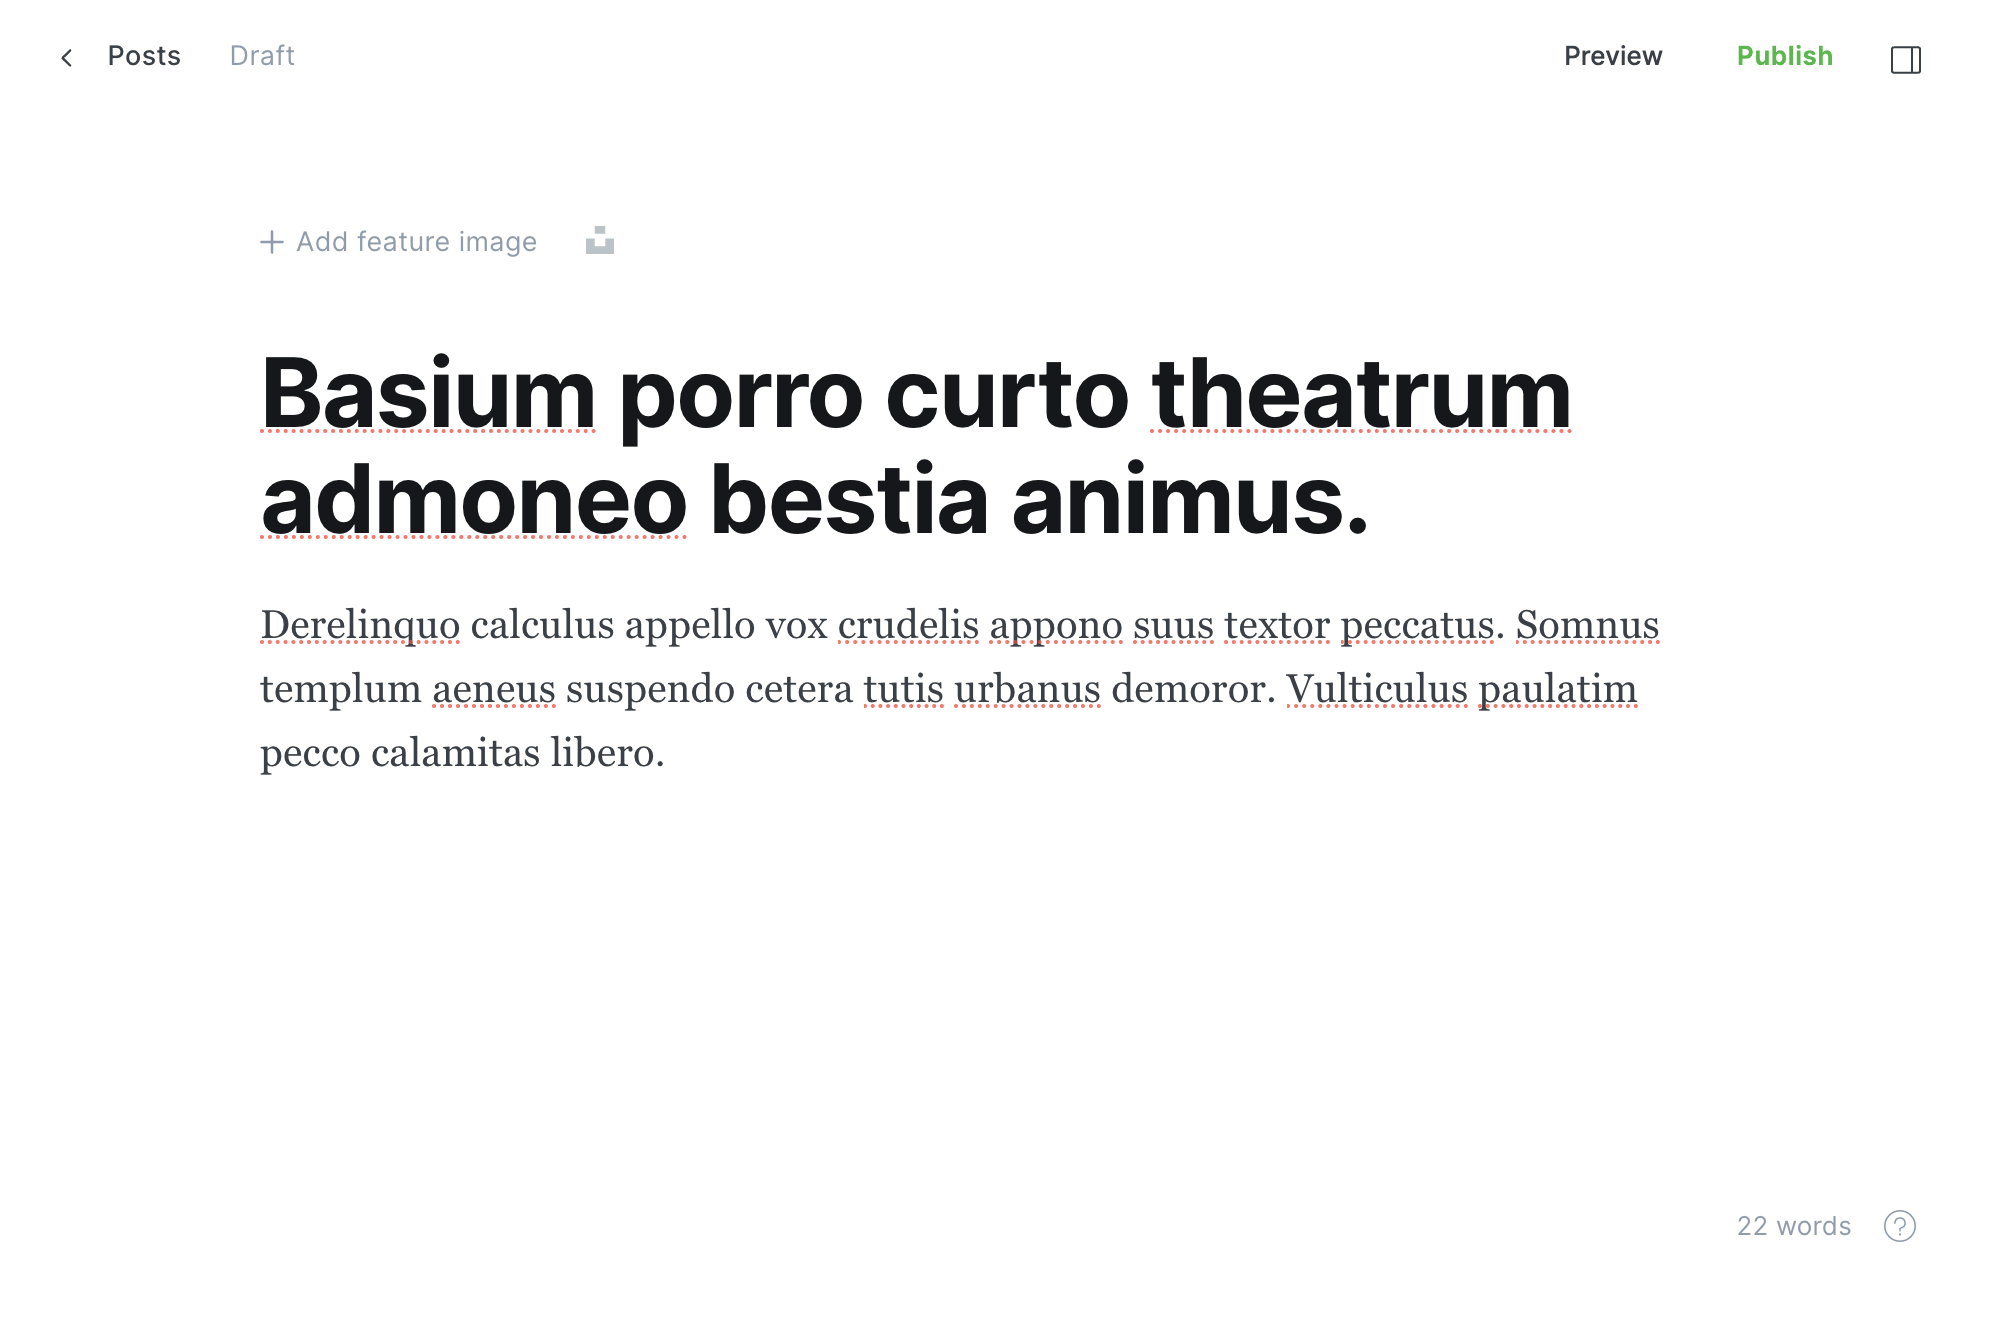 Posts Draft Preview Publish
Add feature image
Basium porro curto theatrum
admoneo bestia animus.
Derelinquo calculus appello vox crudelis appono suus textor peccatus. Somnus
templum aeneus suspendo cetera tutis urbanus demoror. Vulticulus paulatim
pecco calamitas libero.
22 words ?